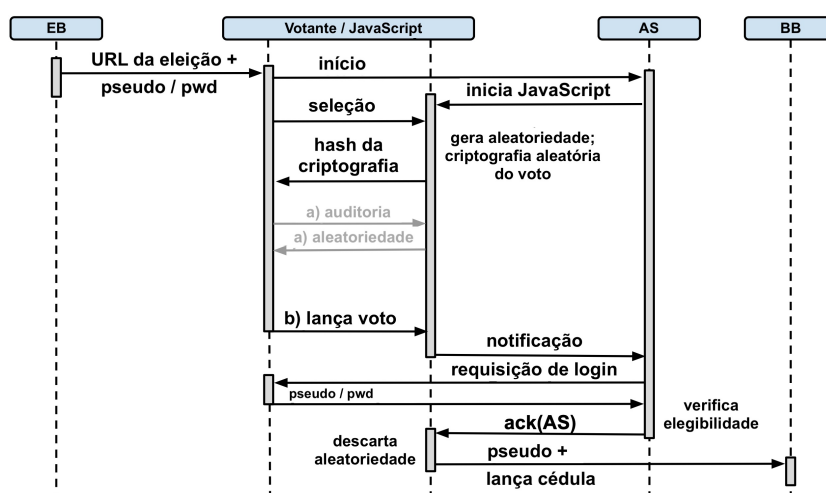 EB
Votante / JavaScript
AS
BB
URL da eleição +
pseudo / pwd
início
inicia JavaScript
seleção
gera aleatoriedade;
criptografia aleatória
do voto
hash da
criptografia
a) auditoria
a) aleatoriedade
b) lança voto
notificação
requisição de login
pseudo / pwd
verifica
elegibilidade
ack(AS)
descarta
aleatoriedade
pseudo +
lança cédula